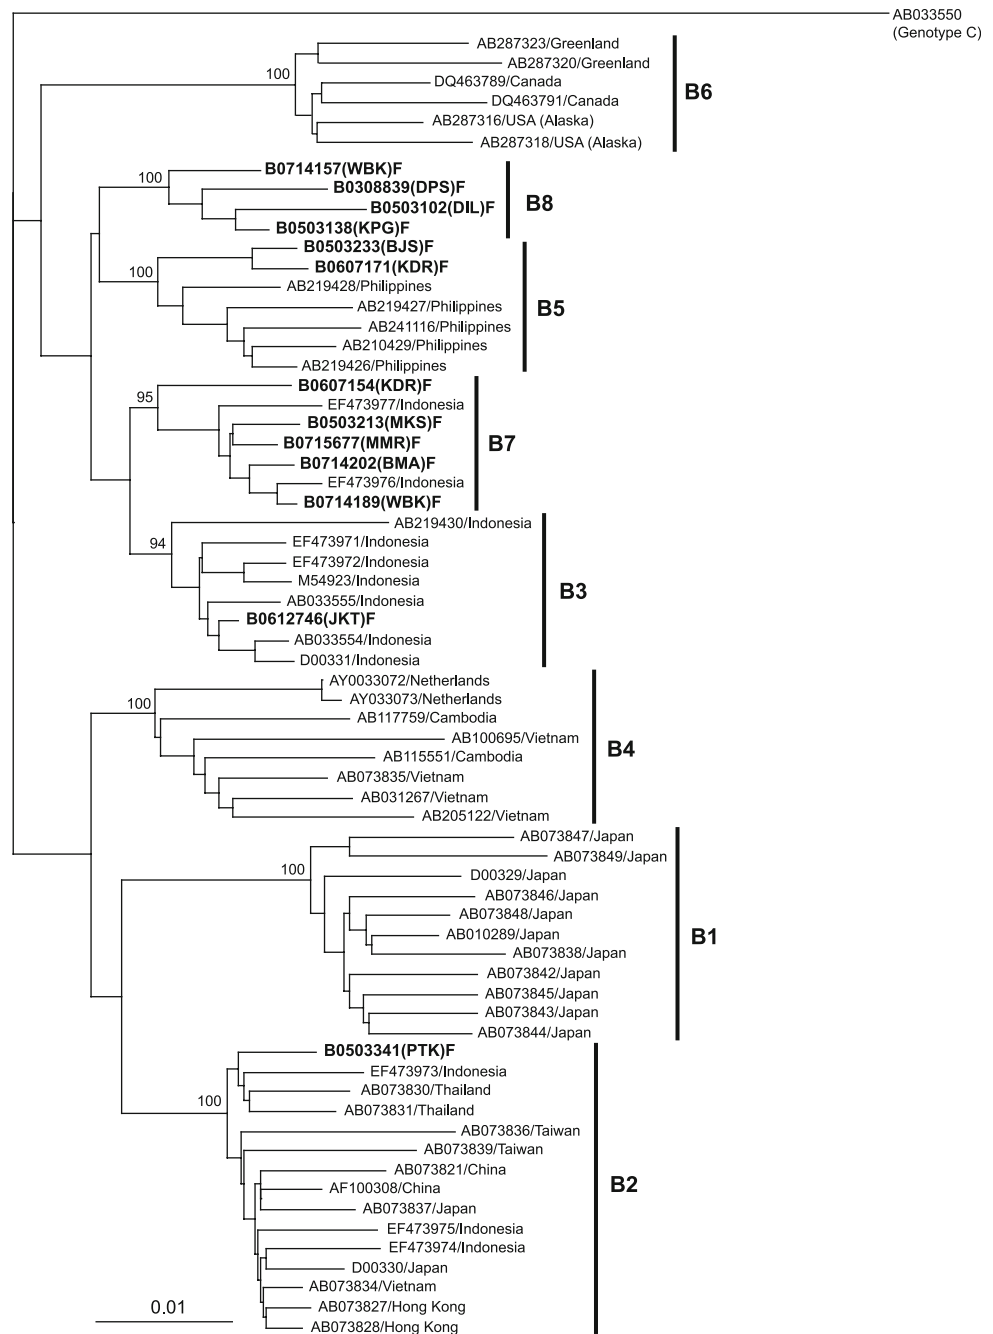 AB033550
(Genotype C)
AB287323/Greenland
100
AB287320/Greenland
DQ463789/Canada
B6
DQ463791/Canada
AB287316/USA (Alaska)
AB287318/USA (Alaska)
B0714157(WBK)F
100
B0308839(DPS)F
B8
B0503102(DIL)F
B0503138(KPG)F
B0503233(BJS)F
100
B0607171(KDR)F
AB219428/Philippines
AB219427/Philippines
B5
AB241116/Philippines
AB210429/Philippines
AB219426/Philippines
B0607154(KDR)F
95
EF473977/Indonesia
B0503213(MKS)F
B0715677(MMR)F
B7
B0714202(BMA)F
EF473976/Indonesia
B0714189(WBK)F
AB219430/Indonesia
94
EF473971/Indonesia
EF473972/Indonesia
M54923/Indonesia
B3
AB033555/Indonesia
B0612746(JKT)F
AB033554/Indonesia
D00331/Indonesia
AY0033072/Netherlands
100
AY033073/Netherlands
AB117759/Cambodia
AB100695/Vietnam
B4
AB115551/Cambodia
AB073835/Vietnam
AB031267/Vietnam
AB205122/Vietnam
AB073847/Japan
AB073849/Japan
100
D00329/Japan
AB073846/Japan
AB073848/Japan
AB010289/Japan
B1
AB073838/Japan
AB073842/Japan
AB073845/Japan
AB073843/Japan
AB073844/Japan
B0503341(PTK)F
EF473973/Indonesia
AB073830/Thailand
100
AB073831/Thailand
AB073836/Taiwan
AB073839/Taiwan
AB073821/China
B2
AF100308/China
AB073837/Japan
EF473975/Indonesia
EF473974/Indonesia
D00330/Japan
AB073834/Vietnam
0.01
AB073827/Hong Kong
AB073828/Hong Kong